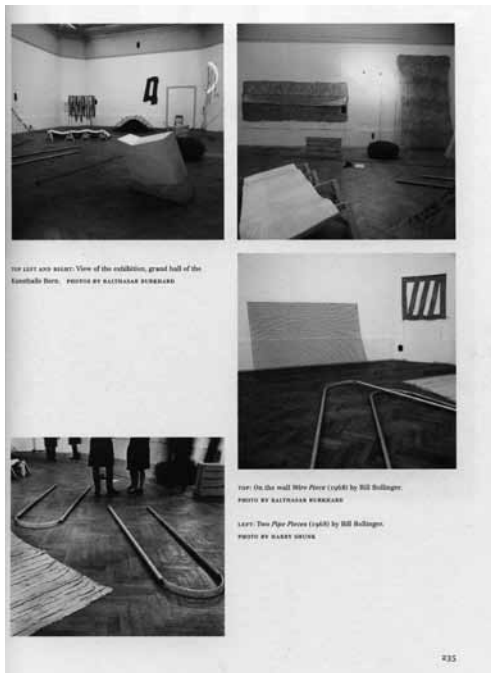 TOP LEFT AND RIGHT: View of the exhibition, grand hall of the
Kunsthalle Bern. PHOTOS BY BALTHASAR BURKHARD
TOP: On the wall Wire Piece (1968) by Bill Bollinger.
PHOTO BY BALTHASAR BURKHARD
LEFT: Two Pipe Pieces (1968) by Bill Bollinger.
PHOTO BY HARRY SHUNK
235